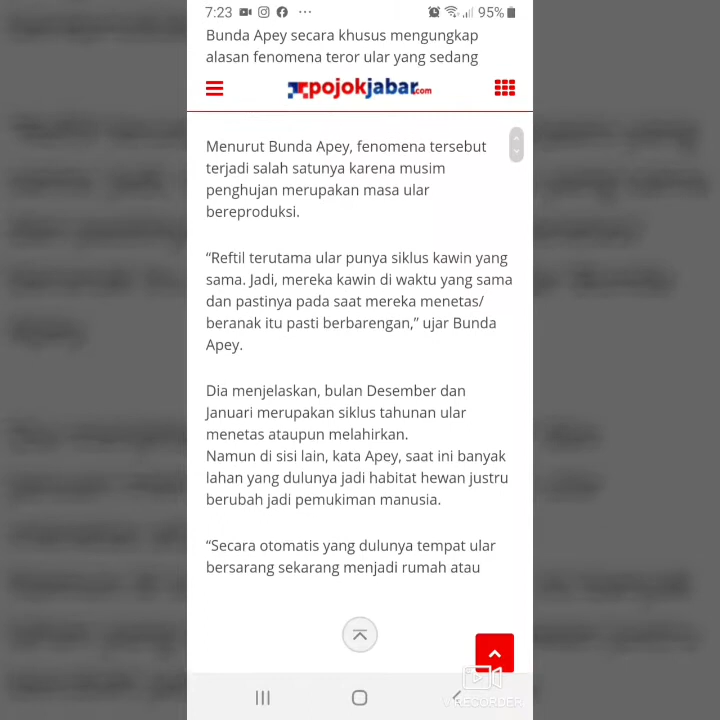 7:23
95%
Bunda Apey secara khusus mengungkap
alasan fenomena teror ular yang sedang
pojokjabar.com
Menurut Bunda Apey, fenomena tersebut
terjadi salah satunya karena musim
penghujan merupakan masa ular
bereproduksi.
“Reftil terutama ular punya siklus kawin yang
sama. Jadi, mereka kawin di waktu yang sama
dan pastinya pada saat mereka menetas/
beranak itu pasti berbarengan,” ujar Bunda
Apey.
Dia menjelaskan, bulan Desember dan
Januari merupakan siklus tahunan ular
menetas ataupun melahirkan.
Namun di sisi lain, kata Apey, saat ini banyak
lahan yang dulunya jadi habitat hewan justru
berubah jadi pemukiman manusia.
“Secara otomatis yang dulunya tempat ular
bersarang sekarang menjadi rumah atau
V RECORDER